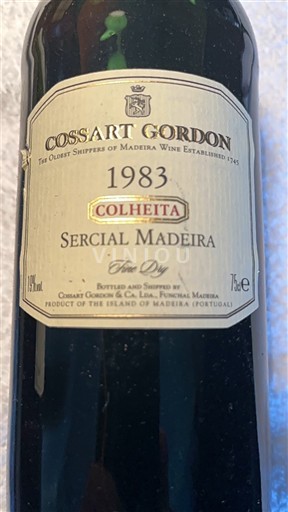 COSSART GORDON
THE OLDEST SHIPPERS OF MADEIRA WINE ESTABLISHED 1745
1983
COLHEITA
SERCIAL MADEIRA
VINIOU
Fine Dry
BOTTLED AND SHIPPED BY
19%vol. COSSART GORDON & CA. LDA., FUNCHAL MADEIRA 75cl e
PRODUCT OF THE ISLAND OF MADEIRA (PORTUGAL)